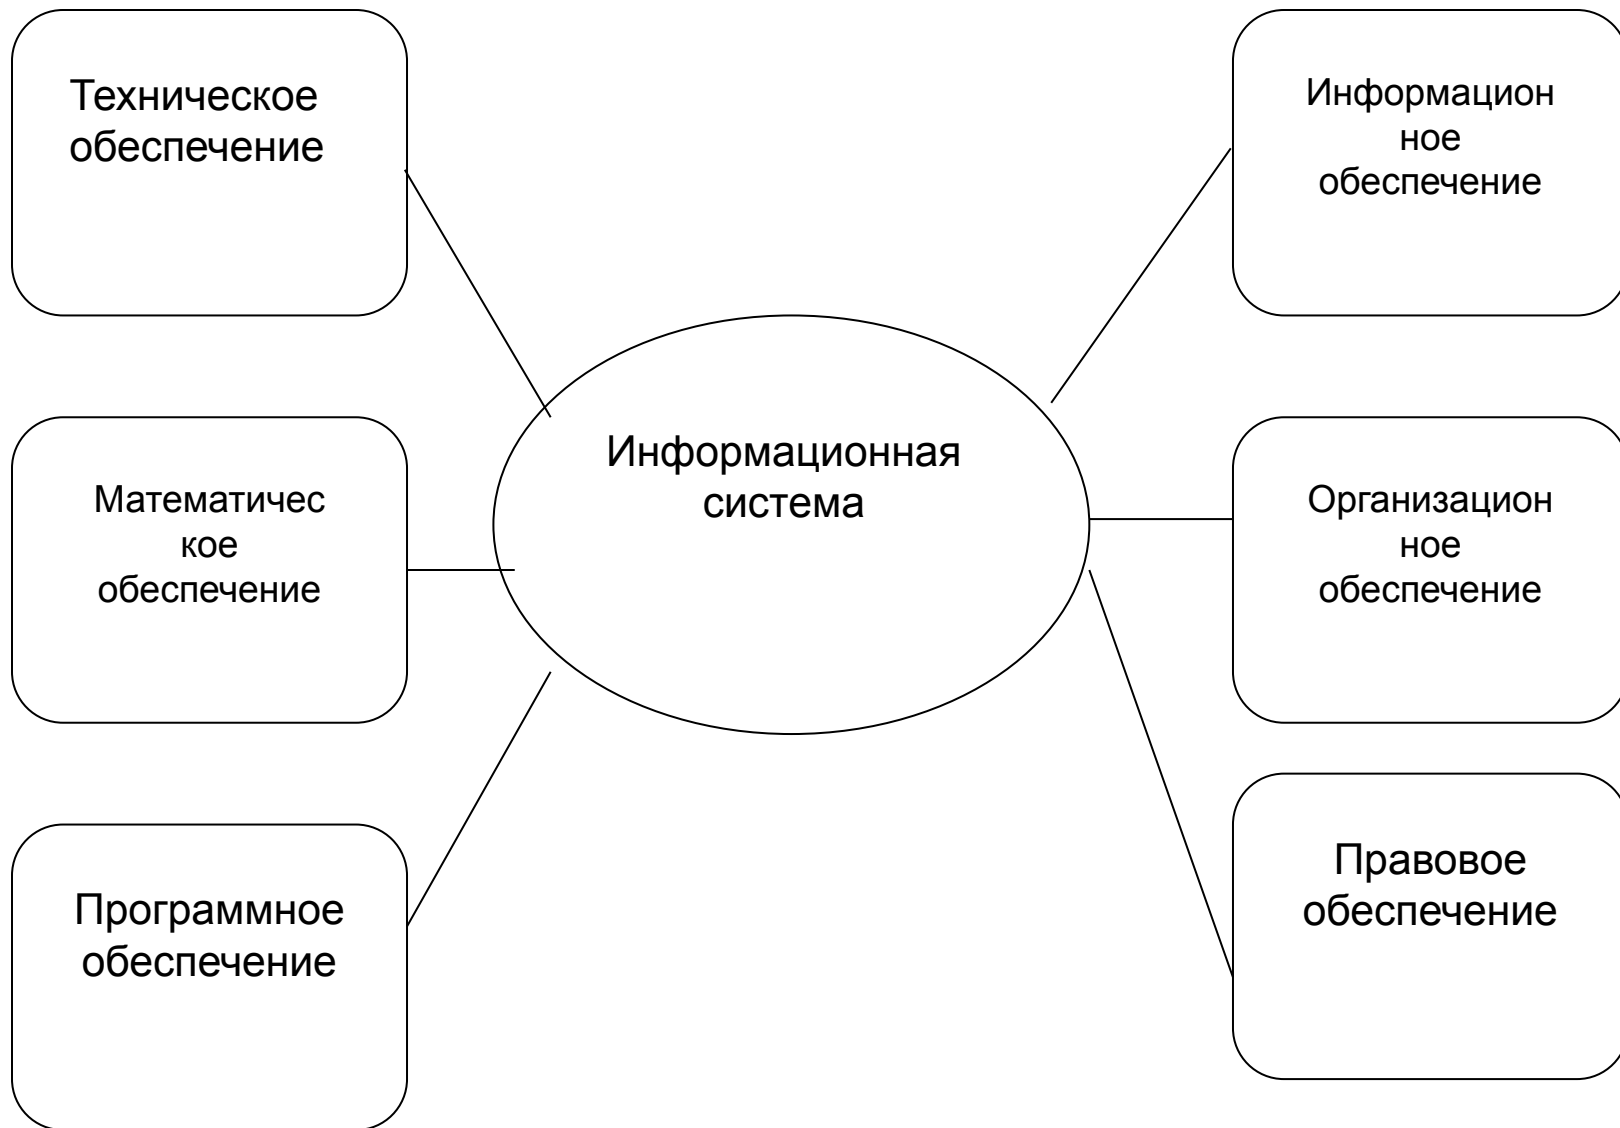 Техническое
обеспечение
Информацион
ное
обеспечение
Информационная
система
Математичес
кое
обеспечение
Организацион
ное
обеспечение
Программное
обеспечение
Правовое
обеспечение